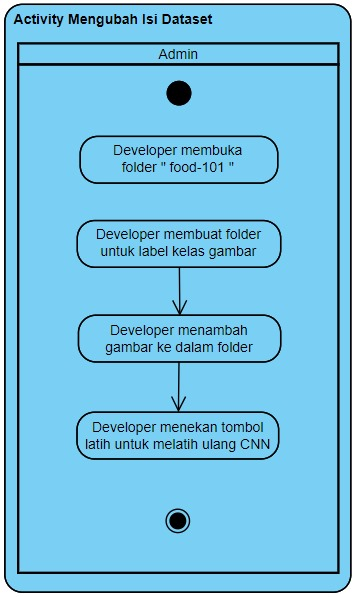 Activity Mengubah Isi Dataset
Admin
Developer membuka
folder " food-101 "
Developer membuat folder
untuk label kelas gambar
Developer menambah
gambar ke dalam folder
Developer menekan tombol
latih untuk melatih ulang CNN